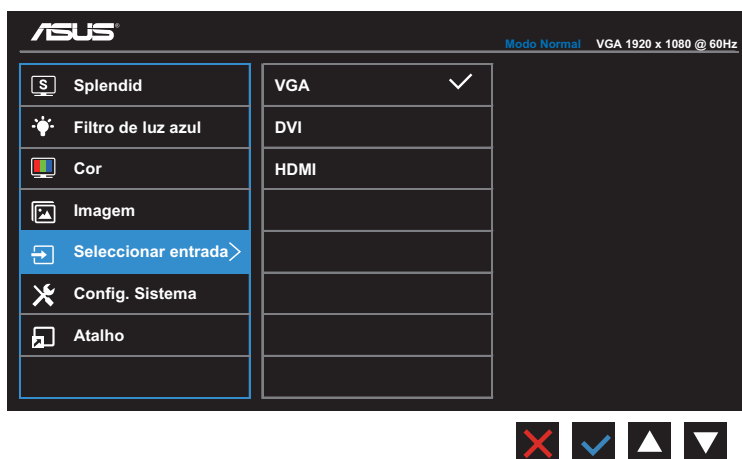 ASUS
Modo Normal VGA 1920 x 1080 @ 60Hz
S Splendid
Filtro de luz azul
Cor
Imagem
Seleccionar entrada
Config. Sistema
Atalho
VGA
DVI
HDMI